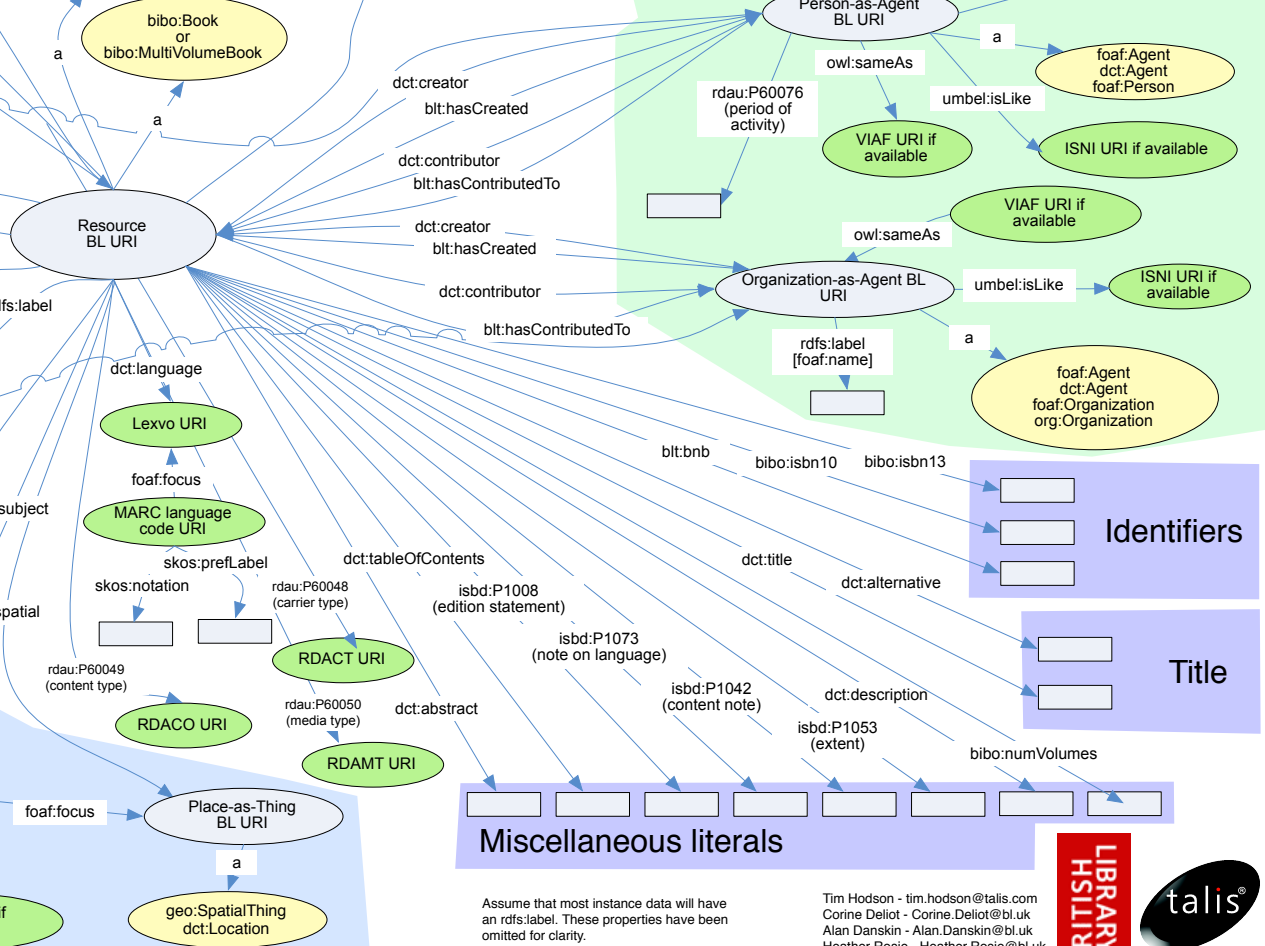 Person-as-Agent
BL URI
bibo:Book
or
bibo:MultiVolumeBook
a
a
dct:creator
blt:hasCreated
dct:contributor
blt:hasContributedTo
dct:creator
blt:hasCreated
dct:contributor
blt:hasContributedTo
owl:sameAs
a
foaf:Agent
dct:Agent
foaf:Person
rdau:P60076
(period of
activity)
umbel:isLike
VIAF URI if
available
ISNI URI if available
VIAF URI if
available
owl:sameAs
Resource
BL URI
Organization-as-Agent BL
URI
umbel:isLike
ISNI URI if
available
rdfs:label
[foaf:name]
a
foaf:Agent
dct:Agent
foaf:Organization
org:Organization
fs:label
dct:language
Lexvo URI
foaf:focus
MARC language
code URI
skos:prefLabel
skos:notation
subject
spatial
rdau:P60048
(carrier type)
RDACT URI
rdau:P60049
(content type)
RDACO URI
rdau:P60050
(media type)
RDAMT URI
blt:bnb
bibo:isbn10
bibo:isbn13
Identifiers
dct:title
dct:alternative
Title
dct:tableOfContents
isbd:P1008
(edition statement)
isbd:P1073
(note on language)
isbd:P1042
(content note)
dct:abstract
dct:description
isbd:P1053
(extent)
bibo:numVolumes
Miscellaneous literals
foaf:focus
Place-as-Thing
BL URI
a
geo:SpatialThing
dct:Location
if
Assume that most instance data will have
an rdfs:label. These properties have been
omitted for clarity.
Tim Hodson - tim.hodson@talis.com
Corine Deliot - Corine.Deliot@bl.uk
Alan Danskin - Alan.Danskin@bl.uk
Heather Rosie - Heather.Rosie@bl.uk
LIBRARY
HSITIRB
talis®